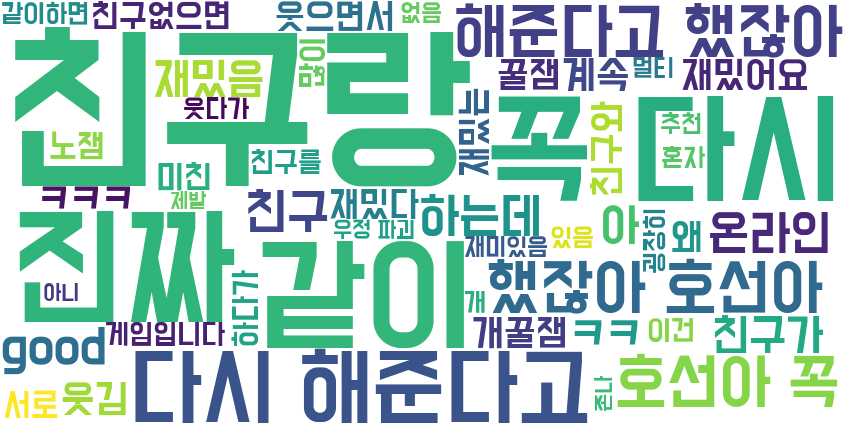 같이하면 친구없으면 웃으면서 없음 해준다고 했잖아
친구랑 꼭 다시
재밌음 많이 꿀잼 계속 멀티 재밌어요
웃다가 재밌는 친구와 추천
노잼 미친 친구를 혼자
ㅋㅋㅋ 제발 친구 재밌다 하는데 아 왜 온라인
진짜 같이
우정 파괴 재미있음 있음 굉장히
아니 하다가 개 했잖아 호선아
good 게임입니다 개꿀잼 ㅋㅋ 이건 친구가
서로 웃김 다시 해준다고 존나 호선아 꼭